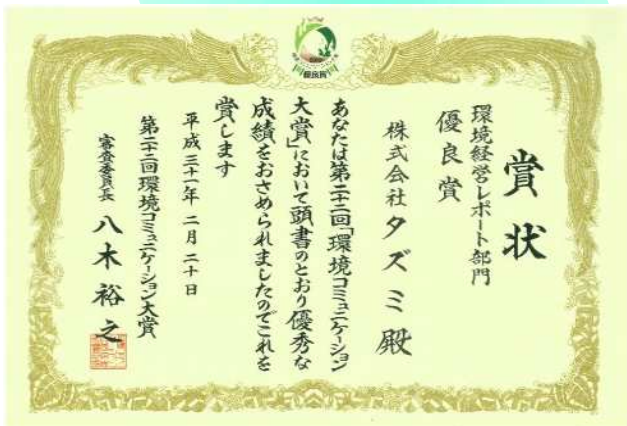 優良賞
賞状
環境経営レポート部門
優良賞
株式会社タズミ殿
あなたは第二十二回「環境コミュニケーション
大賞」において頭書のとおり優秀な
成績をおさめられましたのでこれを
賞します
平成三十一年二月二十日
第二十二回環境コミュニケーション大賞
審査委員長 八木裕之